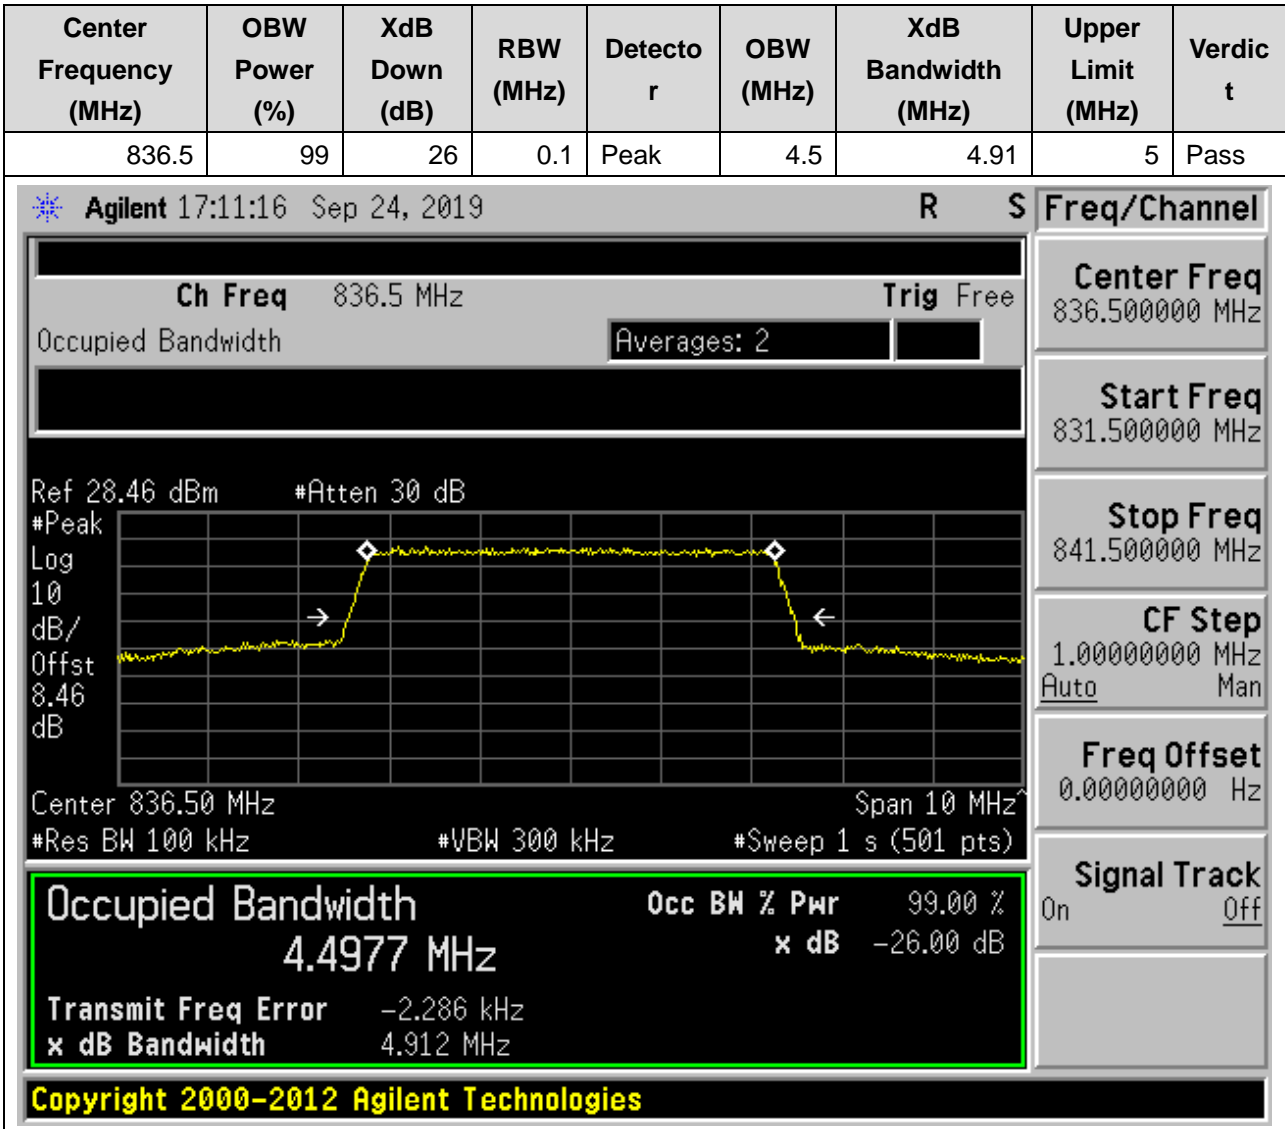 Center Frequency (MHz) OBW Power (%) XdB Down (dB) RBW (MHz) Detecto r OBW (MHz) XdB Bandwidth (MHz) Upper Limit (MHz) Verdic t
836.5 99 26 0.1 Peak 4.5 4.91 5 Pass
Agilent 17:11:16 Sep 24, 2019 R S
Ch Freq 836.5 MHz Trig Free
Occupied Bandwidth Averages: 2
Ref 28.46 dBm #Atten 30 dB
#Peak
Log
10
dB/
Offst
8.46
dB
Center 836.50 MHz Span 10 MHz^
#Res BW 100 kHz #VBW 300 kHz #Sweep 1 s (501 pts)
Occupied Bandwidth Occ BW % Pwr 99.00 %
4.4977 MHz x dB -26.00 dB
Transmit Freq Error -2.286 kHz
x dB Bandwidth 4.912 MHz
Copyright 2000-2012 Agilent Technologies
Freq/Channel
Center Freq
836.500000 MHz
Start Freq
831.500000 MHz
Stop Freq
841.500000 MHz
CF Step
1.00000000 MHz
Auto Man
Freq Offset
0.00000000 Hz
Signal Track
On Off